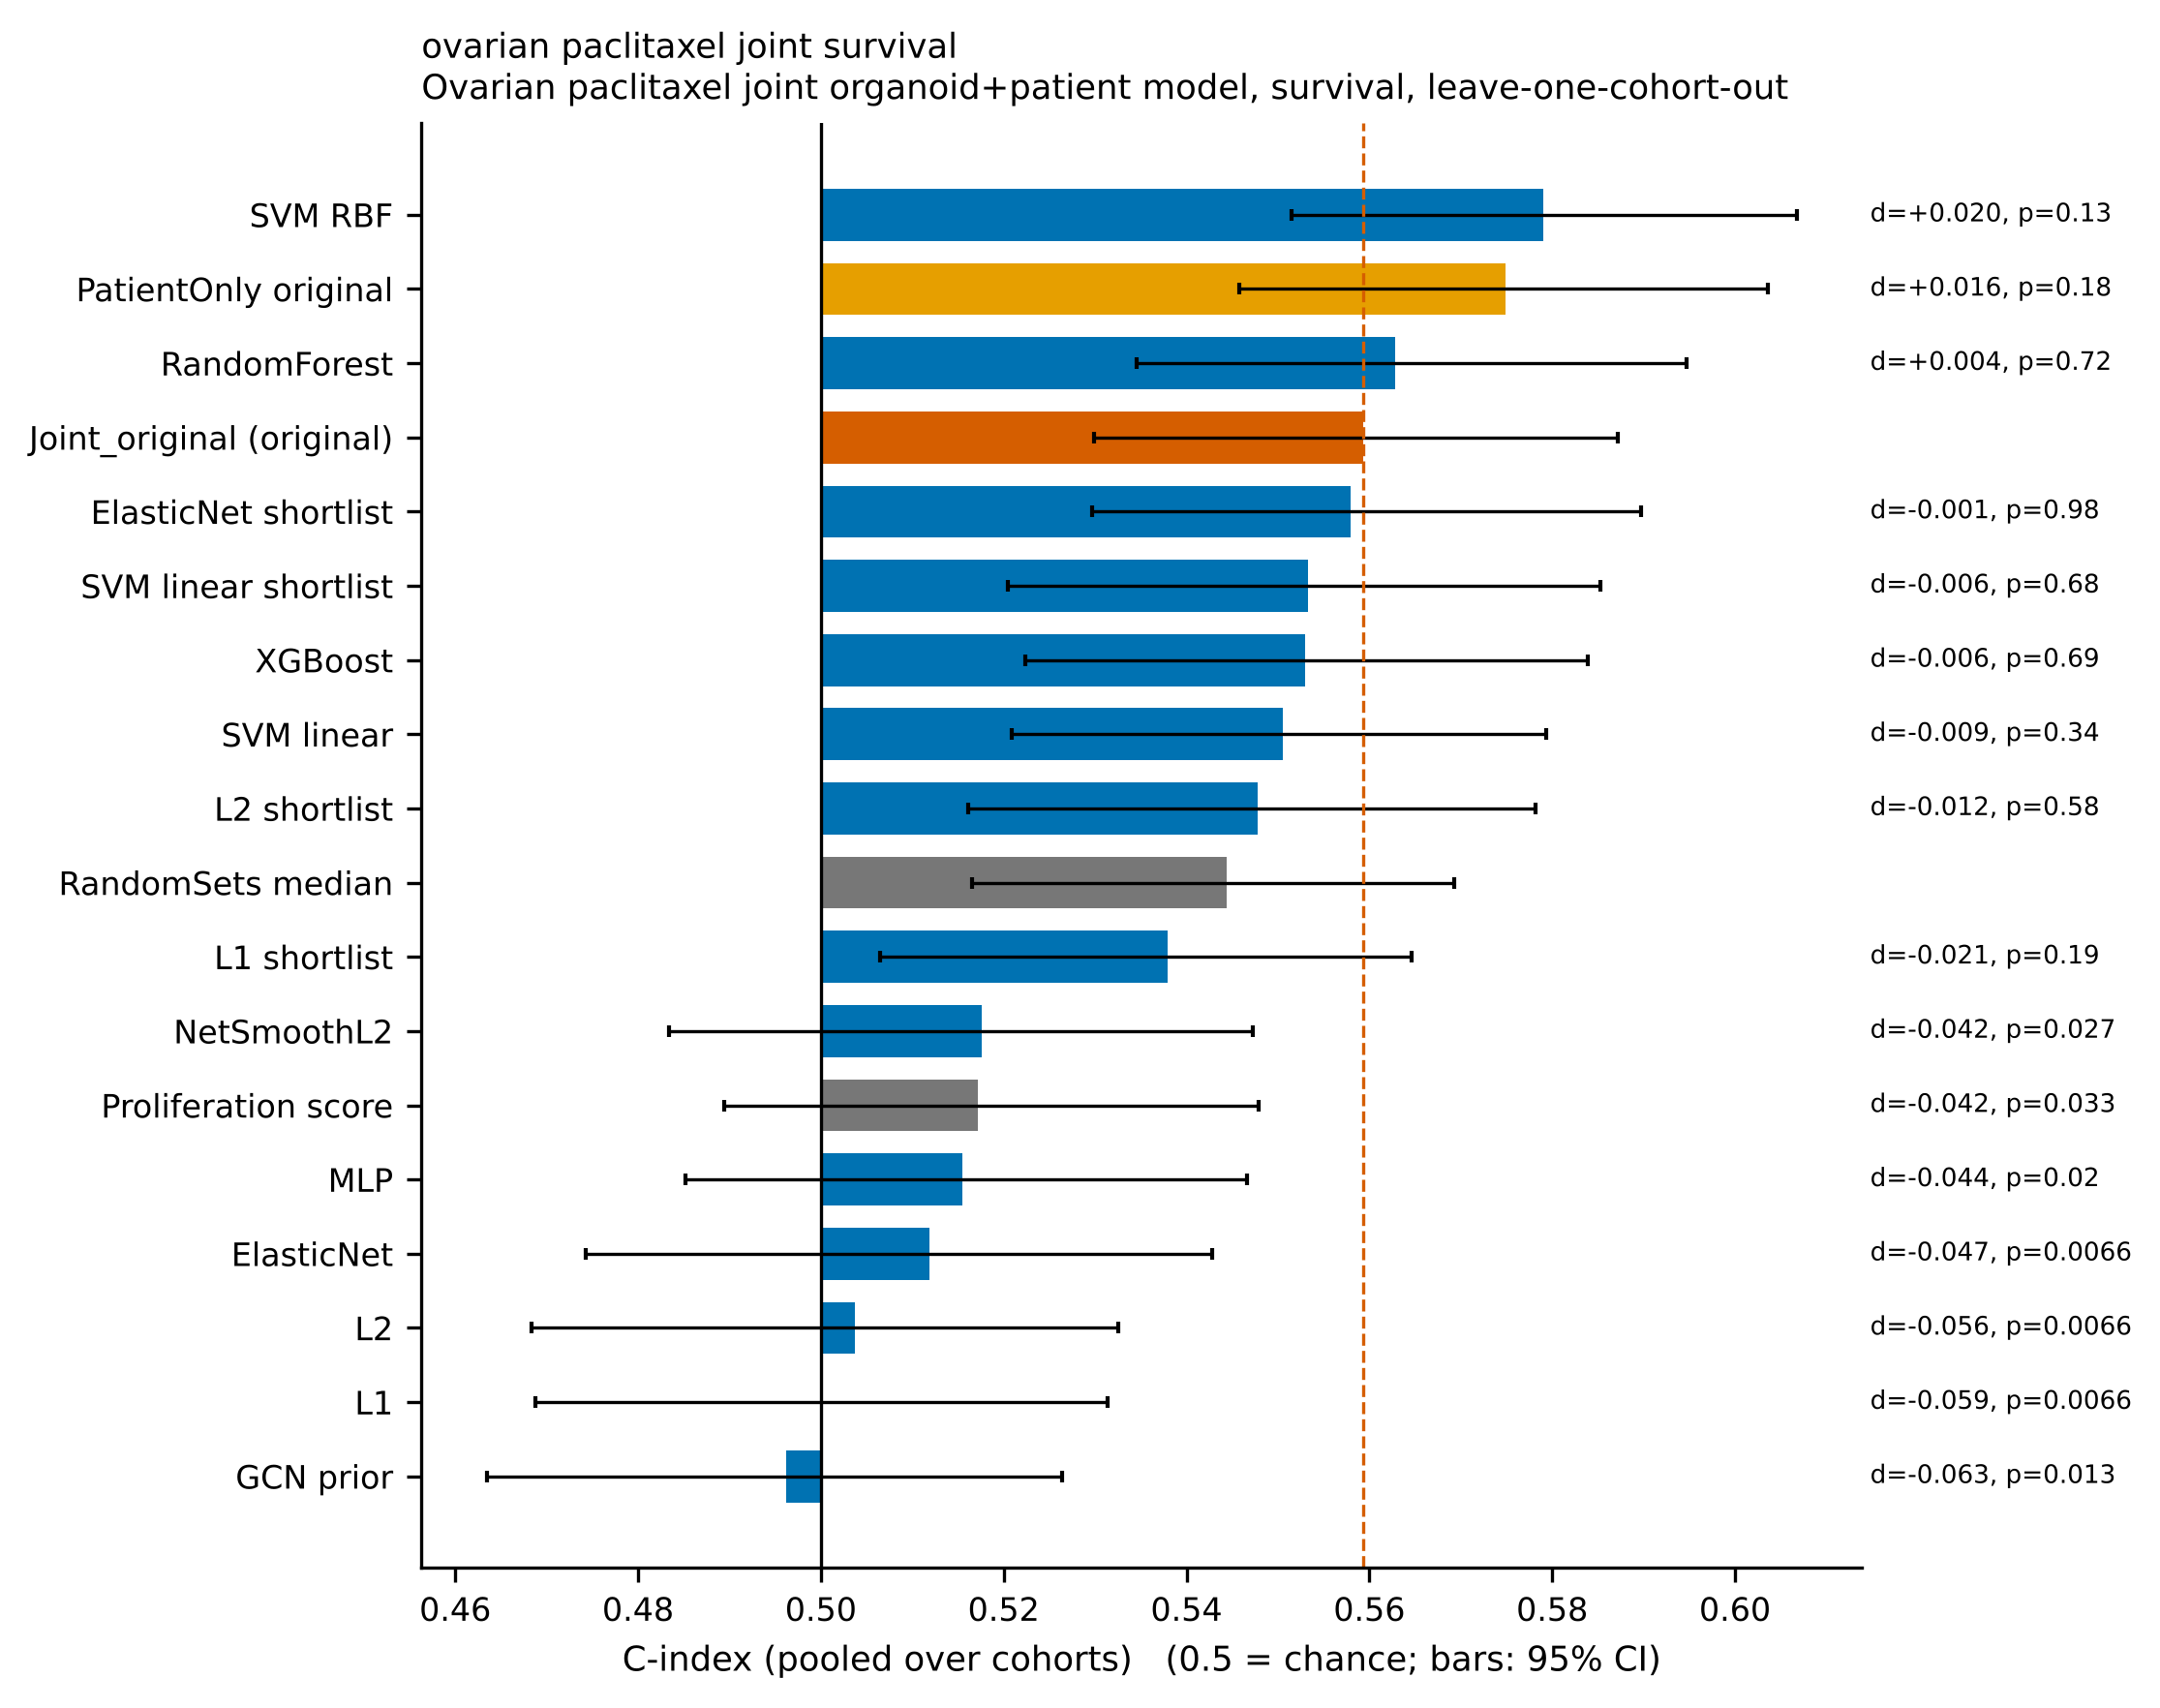 ovarian paclitaxel joint survival
Ovarian paclitaxel joint organoid+patient model, survival, leave-one-cohort-out
SVM RBF d=+0.020, p=0.13
PatientOnly original d=+0.016, p=0.18
RandomForest d=+0.004, p=0.72
Joint_original (original)
ElasticNet shortlist d=-0.001, p=0.98
SVM linear shortlist d=-0.006, p=0.68
XGBoost d=-0.006, p=0.69
SVM linear d=-0.009, p=0.34
L2 shortlist d=-0.012, p=0.58
RandomSets median
L1 shortlist d=-0.021, p=0.19
NetSmoothL2 d=-0.042, p=0.027
Proliferation score d=-0.042, p=0.033
MLP d=-0.044, p=0.02
ElasticNet d=-0.047, p=0.0066
L2 d=-0.056, p=0.0066
L1 d=-0.059, p=0.0066
GCN prior d=-0.063, p=0.013
0.46 0.48 0.50 0.52 0.54 0.56 0.58 0.60
C-index (pooled over cohorts) (0.5 = chance; bars: 95% CI)